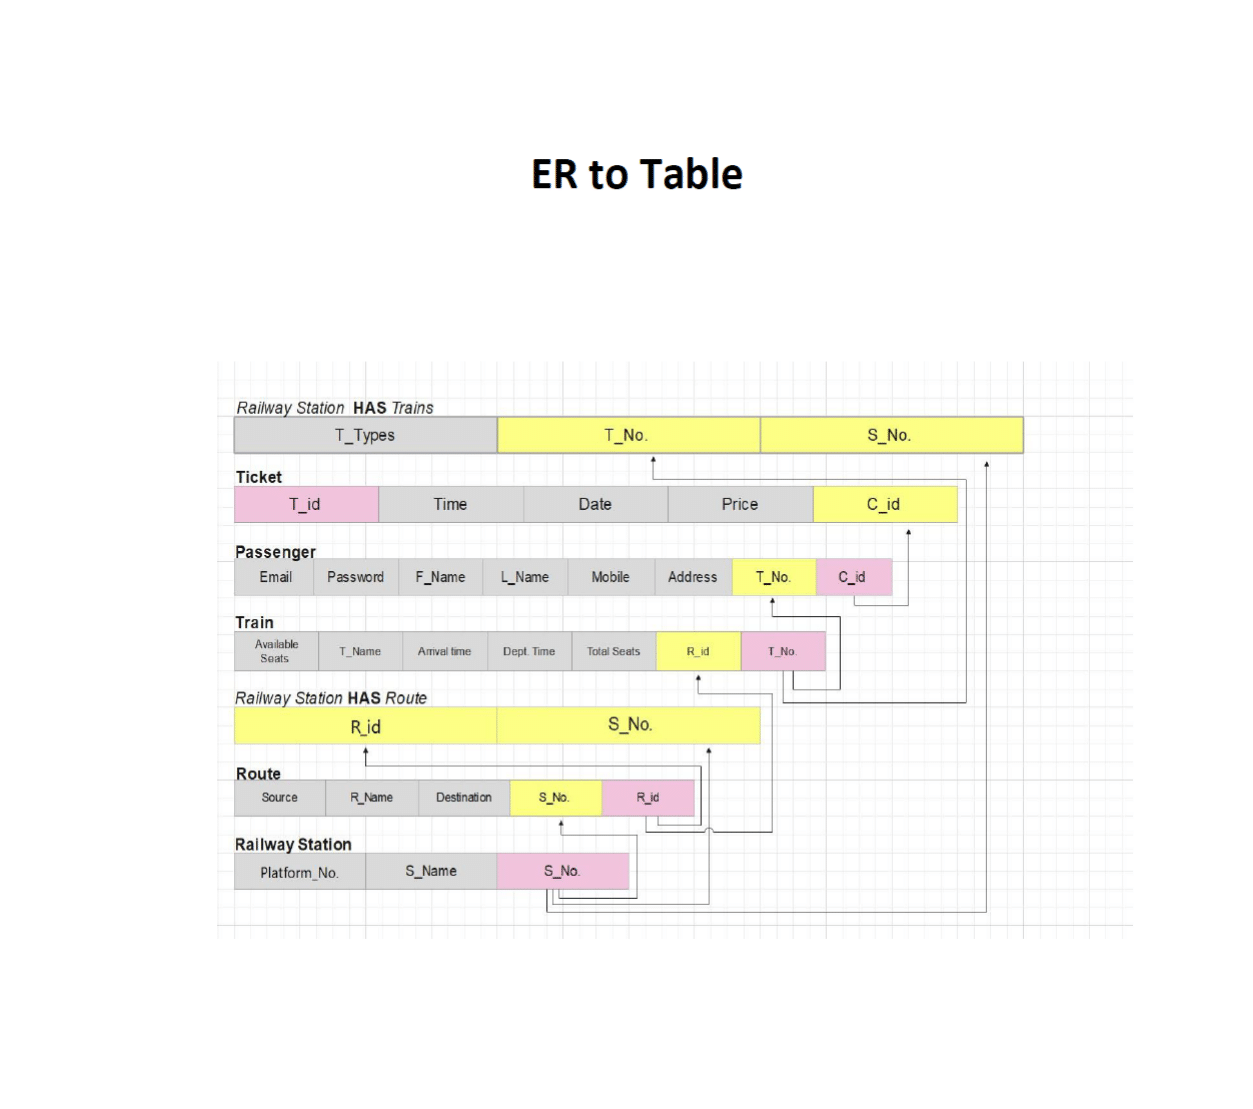 ER to Table
Railway Station HAS Trains
T_Types T_No. S_No.
Ticket
T_id Time Date Price C_id
Passenger
Email Password F_Name L_Name Mobile Address T_No. C_id
Train
Available Seats T_Name Arrival time Dept. Time Total Seats R_id T_No.
Railway Station HAS Route
R_id S_No.
Route
Source R_Name Destination S_No. R_id
Railway Station
Platform_No. S_Name S_No.